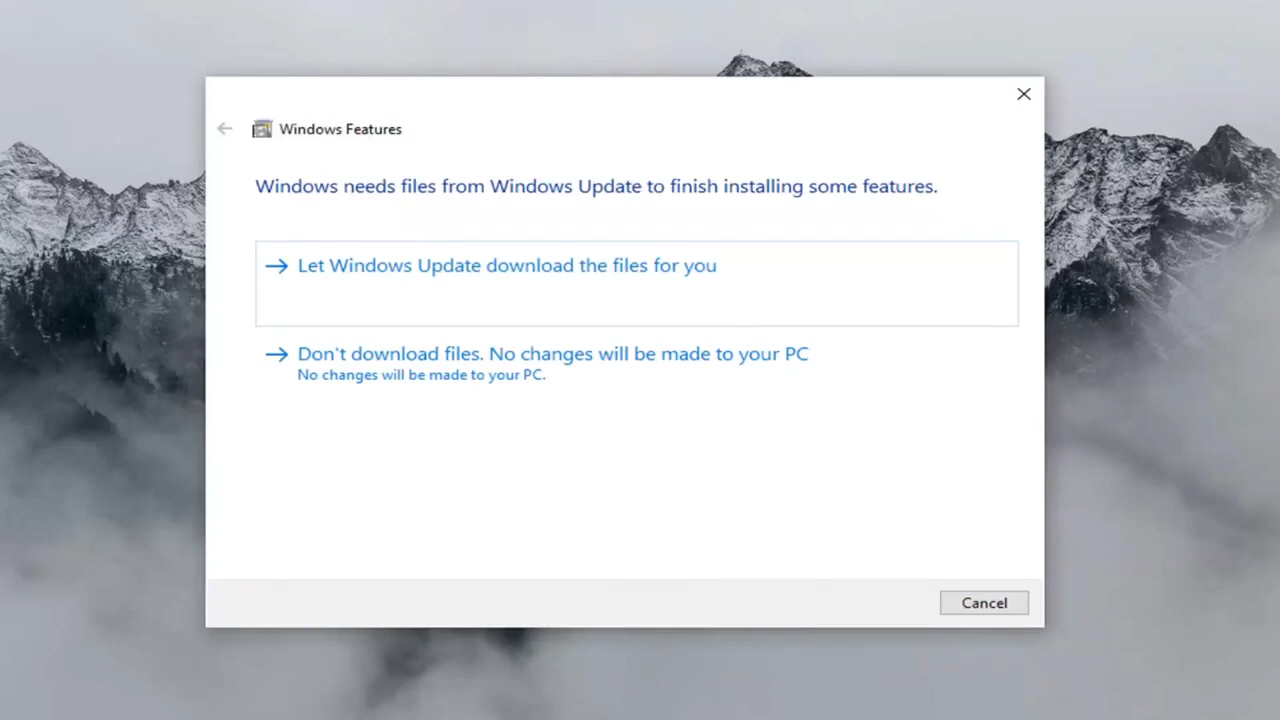 Windows Features
Windows needs files from Windows Update to finish installing some features.
Let Windows Update download the files for you
Don't download files. No changes will be made to your PC
No changes will be made to your PC.
Cancel